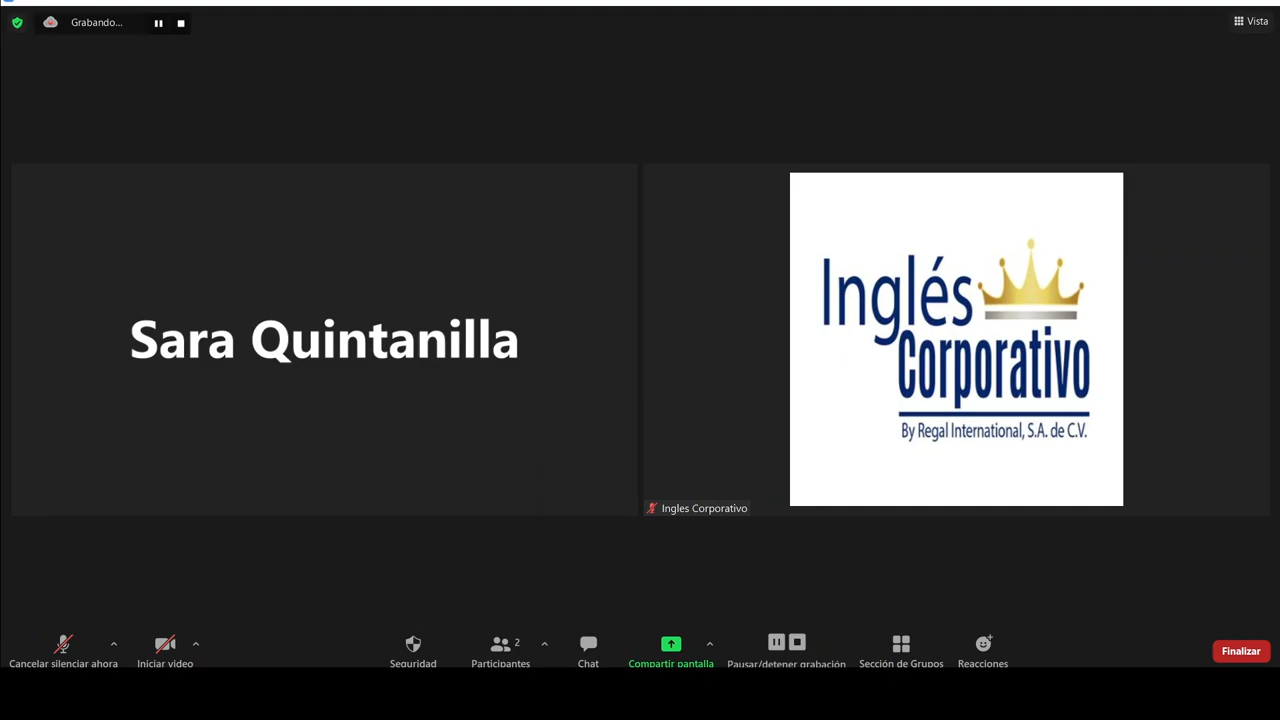 Grabando...
Vista
Sara Quintanilla
Inglés
Corporativo
By Regal International, S.A. de C.V.
Ingles Corporativo
2
Cancelar silenciar ahora
Iniciar video
Seguridad
Participantes
Chat
Compartir pantalla
Pausar/detener grabación
Sección de Grupos
Reacciones
Finalizar